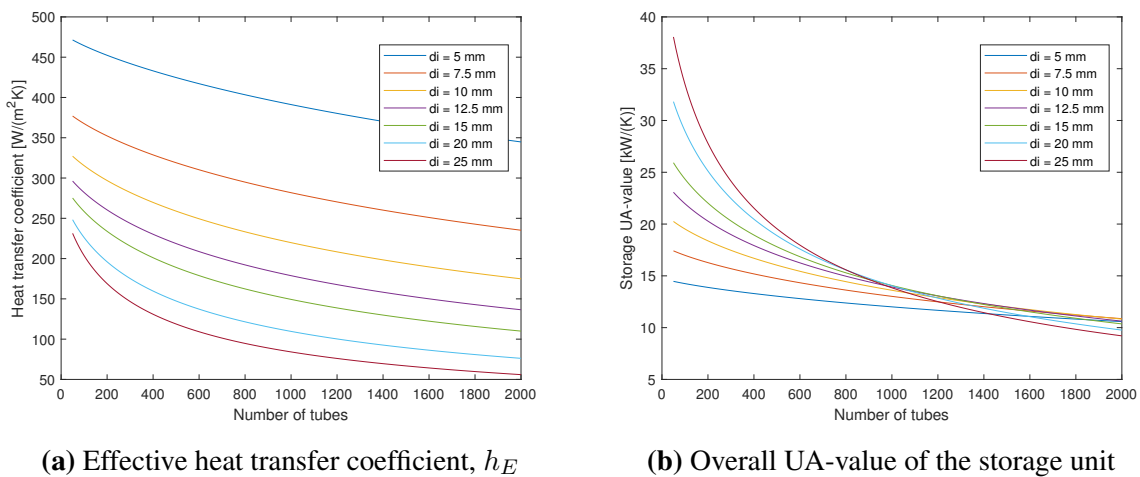 500
450
400
350
300
250
200
150
100
50
Heat transfer coefficient [W/(m²K)]
di = 5 mm
di = 7.5 mm
di = 10 mm
di = 12.5 mm
di = 15 mm
di = 20 mm
di = 25 mm
0 200 400 600 800 1000 1200 1400 1600 1800 2000
Number of tubes
(a) Effective heat transfer coefficient, h_E
40
35
30
25
20
15
10
5
Storage UA-value [kW/(K)]
di = 5 mm
di = 7.5 mm
di = 10 mm
di = 12.5 mm
di = 15 mm
di = 20 mm
di = 25 mm
0 200 400 600 800 1000 1200 1400 1600 1800 2000
Number of tubes
(b) Overall UA-value of the storage unit